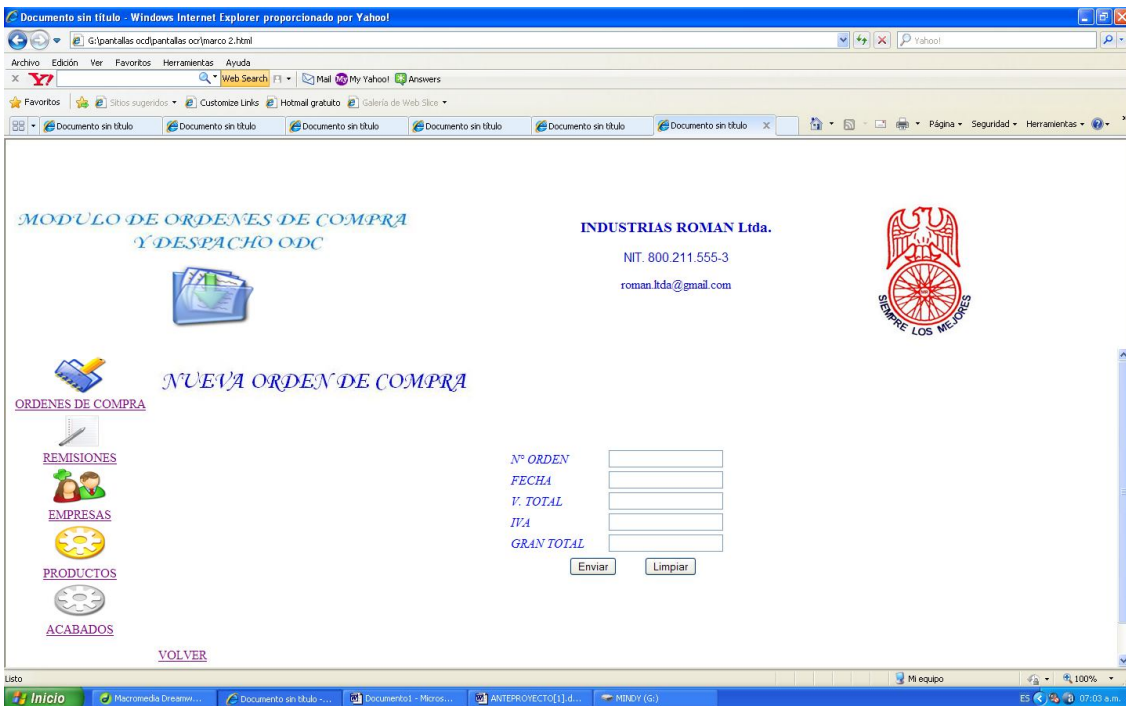 Documento sin título - Windows Internet Explorer proporcionado por Yahoo!
G:\pantallas ocd\pantallas ocr\marco 2.html
Yahoo!
Archivo Edición Ver Favoritos Herramientas Ayuda
Web Search Mail My Yahoo! Answers
Favoritos Sitios sugeridos Customize Links Hotmail gratuito Galería de Web Slice
Documento sin título Documento sin título Documento sin título Documento sin título Documento sin título Documento sin título X Página Seguridad Herramientas
MODULO DE ORDENES DE COMPRA
Y DESPACHO ODC
INDUSTRIAS ROMAN Ltda.
NIT. 800.211.555-3
roman.ltda@gmail.com
SIEMPRE LOS MEJORES
NUEVA ORDEN DE COMPRA
ORDENES DE COMPRA
REMISIONES
EMPRESAS
PRODUCTOS
ACABADOS
VOLVER
Nº ORDEN
FECHA
V. TOTAL
IVA
GRAN TOTAL
Enviar Limpiar
Listo Mi equipo 100%
Inicio Macromedia Dreamw... Documento sin título -... Documento1 - Micros... ANTEPROYECTO[1].d... MINDY (G:) ES 07:03 a.m.